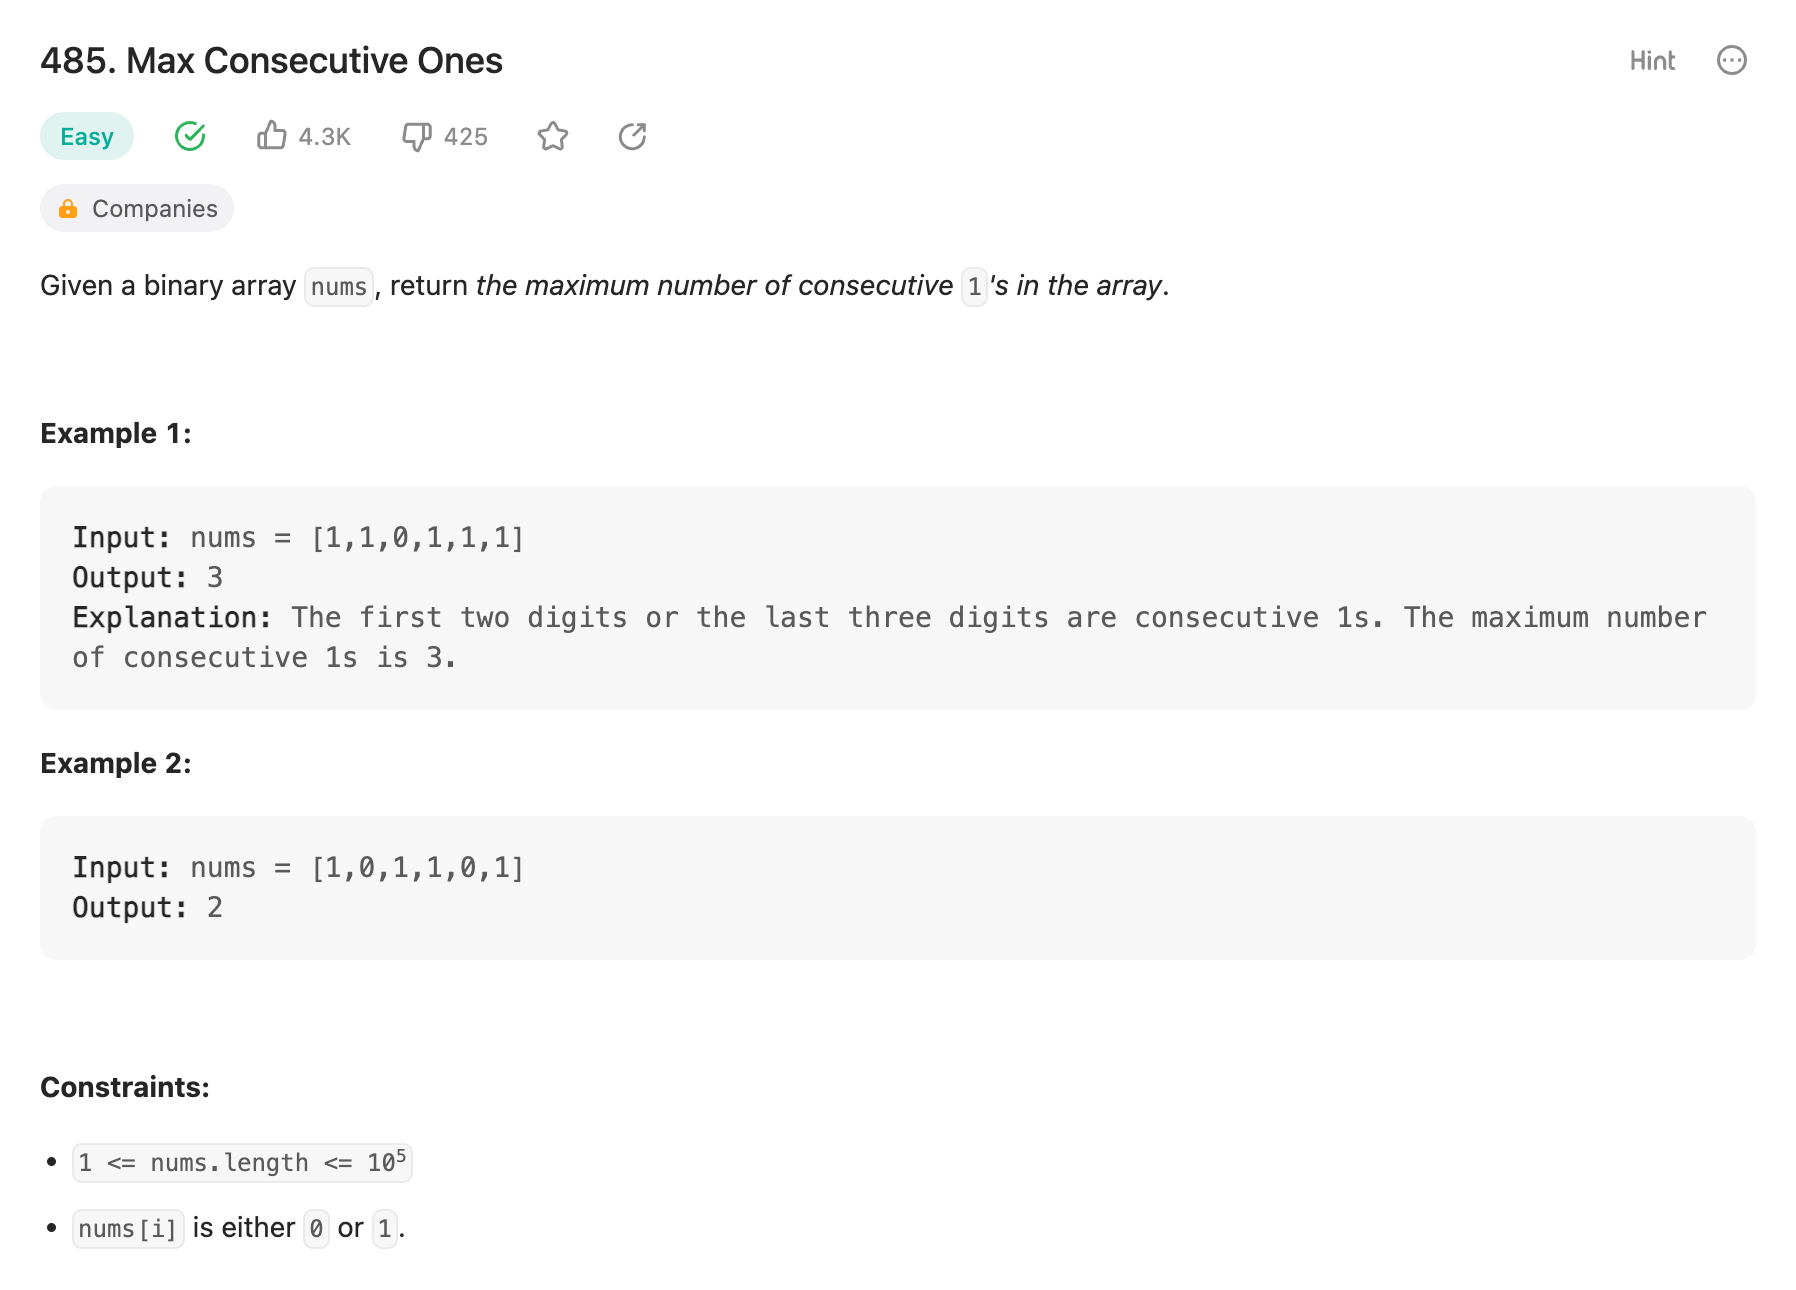 485. Max Consecutive Ones
Hint
Easy
4.3K
425
Companies
Given a binary array nums, return the maximum number of consecutive 1's in the array.
Example 1:
Input: nums = [1,1,0,1,1,1]
Output: 3
Explanation: The first two digits or the last three digits are consecutive 1s. The maximum number
of consecutive 1s is 3.
Example 2:
Input: nums = [1,0,1,1,0,1]
Output: 2
Constraints:
• 1 <= nums.length <= 10⁵
• nums[i] is either 0 or 1.